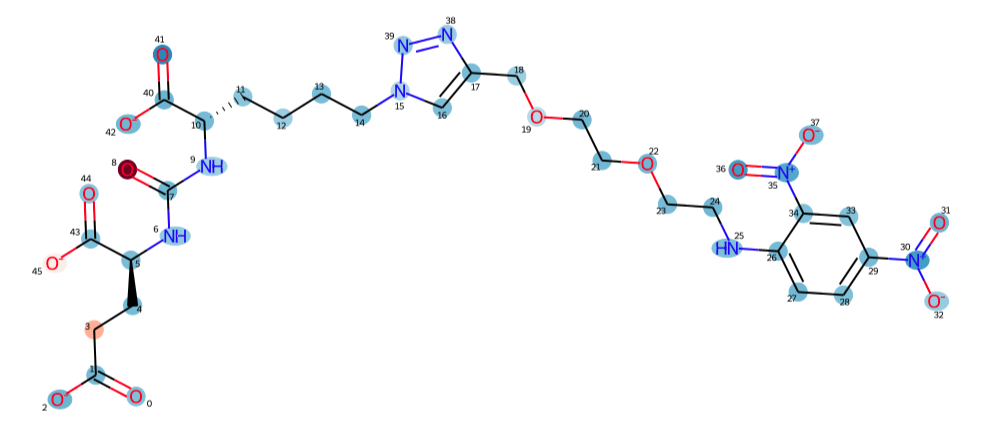 38
41 39 N N
O 18
40 11 13 N 17
42 O⁻ 10 15 16 O 20 37
12 14 19 O⁻
8 O 9 NH 21 O 22 36 O N⁺
44 7 35
O 6 NH 23 24 34 33 31
43 25 O
45 O⁻ 5 HN 26 29 30 N⁺
27 28 O⁻
4 32
3
1
2 O⁻ O 0